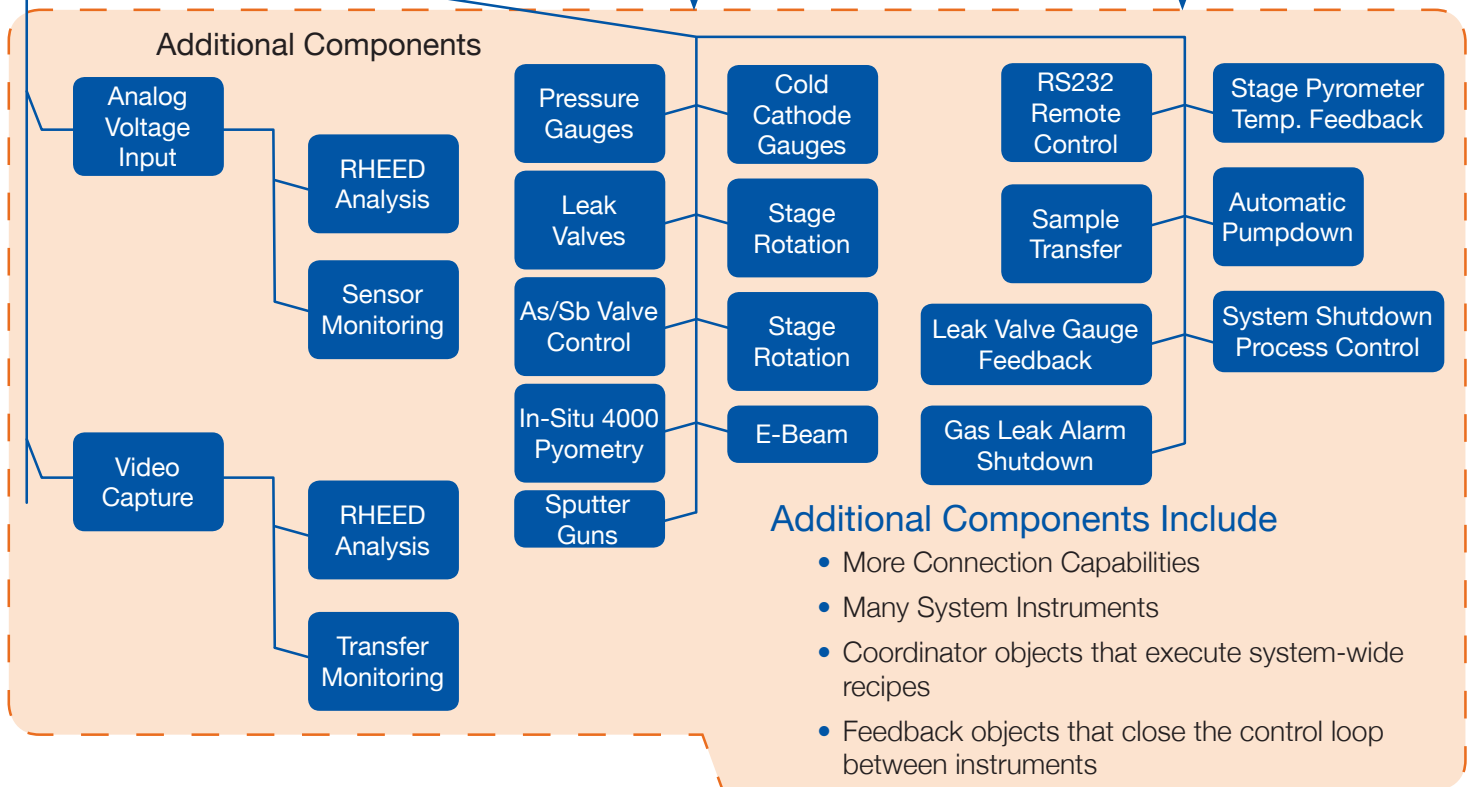 Additional Components
Analog
Voltage
Input
RHEED
Analysis
Sensor
Monitoring
Video
Capture
RHEED
Analysis
Transfer
Monitoring
Pressure
Gauges
Cold
Cathode
Gauges
Leak
Valves
Stage
Rotation
As/Sb Valve
Control
Stage
Rotation
In-Situ 4000
Pyometry
E-Beam
Sputter
Guns
RS232
Remote
Control
Stage Pyrometer
Temp. Feedback
Sample
Transfer
Automatic
Pumpdown
Leak Valve Gauge
Feedback
System Shutdown
Process Control
Gas Leak Alarm
Shutdown
Additional Components Include
• More Connection Capabilities
• Many System Instruments
• Coordinator objects that execute system-wide
recipes
• Feedback objects that close the control loop
between instruments